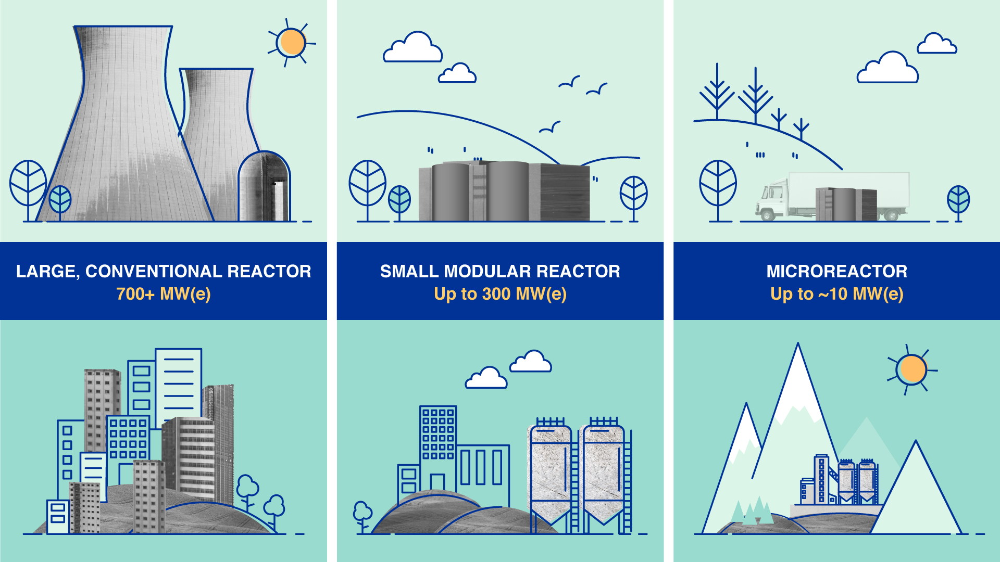 LARGE, CONVENTIONAL REACTOR
700+ MW(e)
SMALL MODULAR REACTOR
Up to 300 MW(e)
MICROREACTOR
Up to ~10 MW(e)